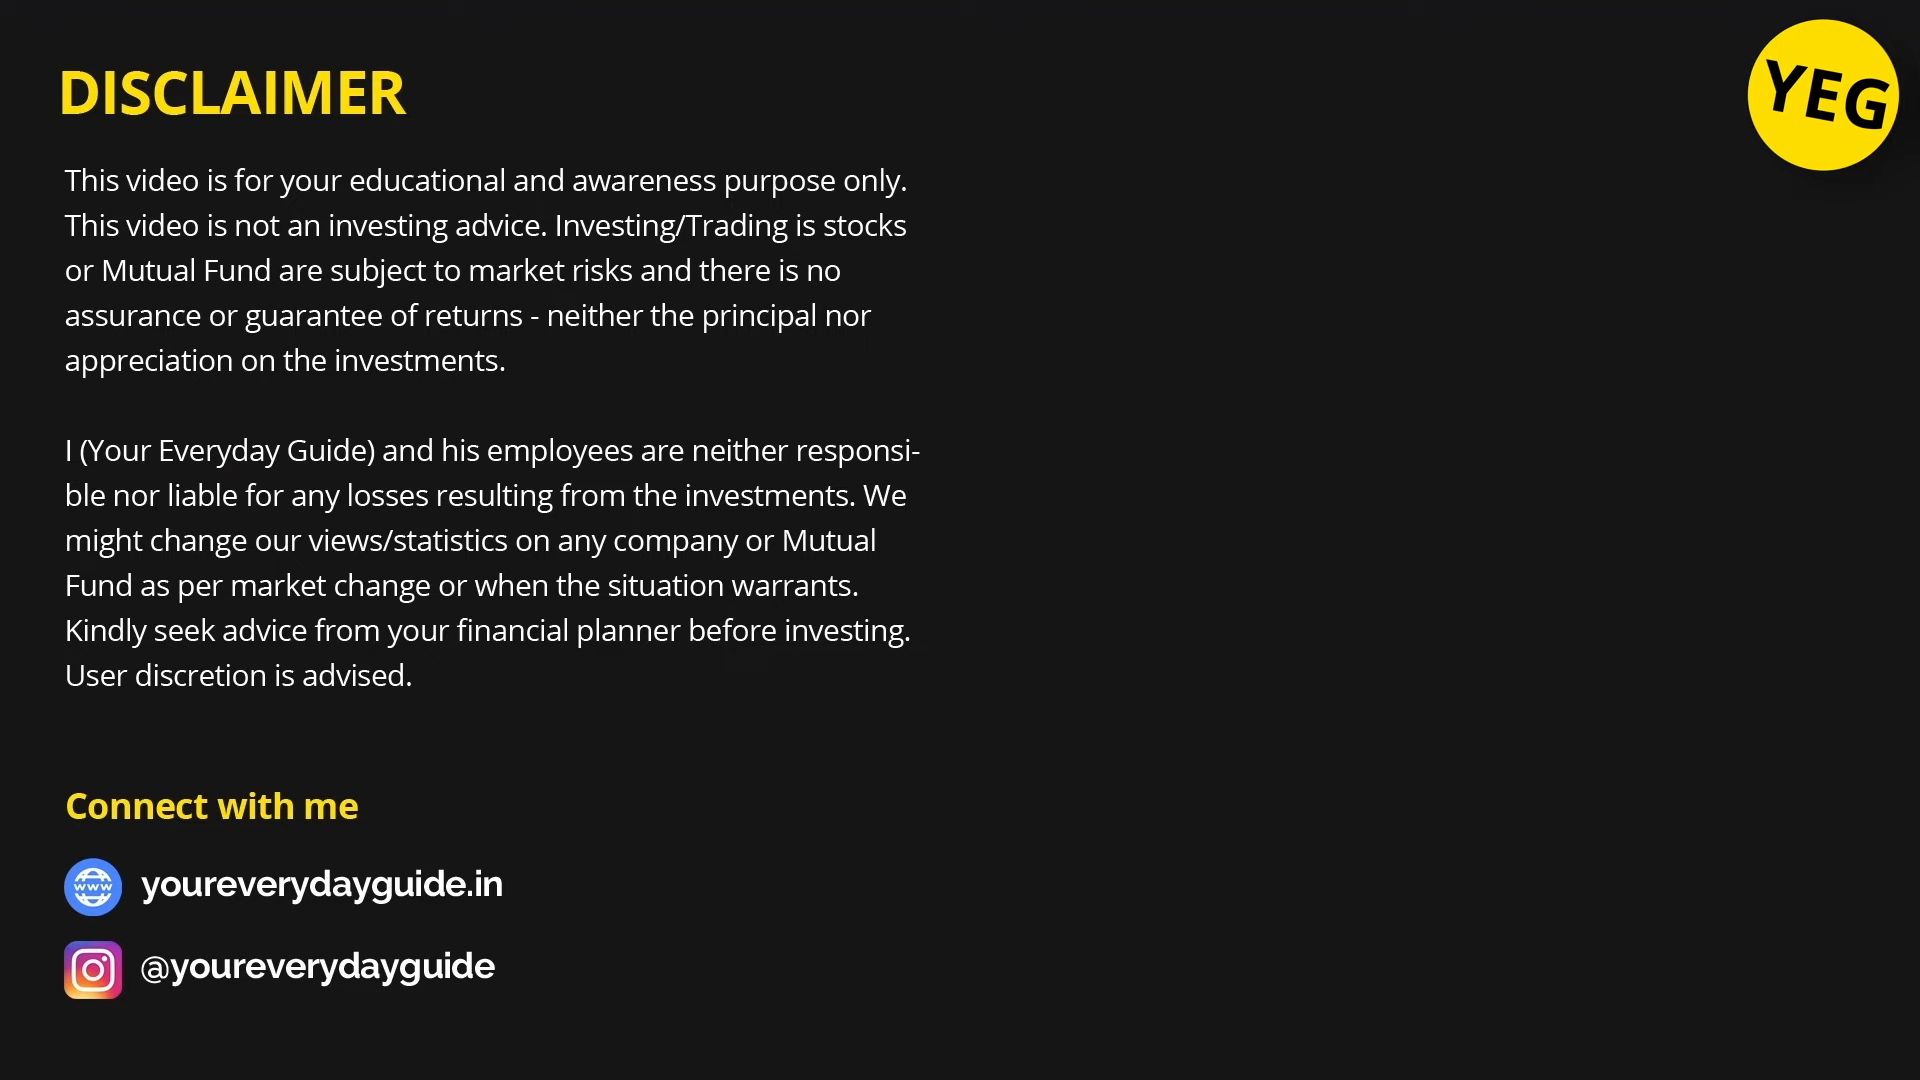 DISCLAIMER
YEG
This video is for your educational and awareness purpose only.
This video is not an investing advice. Investing/Trading is stocks
or Mutual Fund are subject to market risks and there is no
assurance or guarantee of returns - neither the principal nor
appreciation on the investments.
I (Your Everyday Guide) and his employees are neither responsi-
ble nor liable for any losses resulting from the investments. We
might change our views/statistics on any company or Mutual
Fund as per market change or when the situation warrants.
Kindly seek advice from your financial planner before investing.
User discretion is advised.
Connect with me
www
youreverydayguide.in
@youreverydayguide